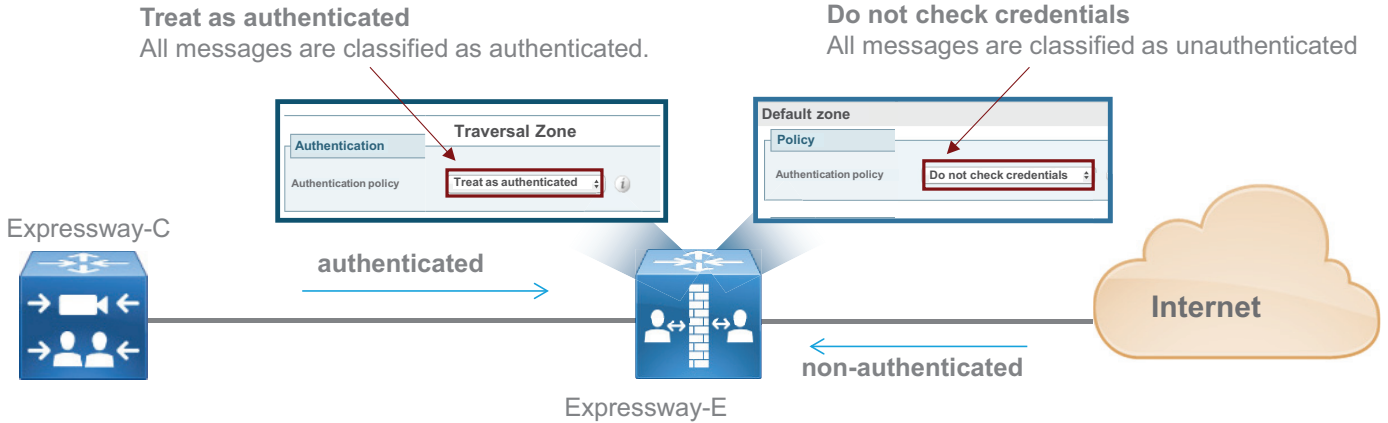 Treat as authenticated
All messages are classified as authenticated.
Do not check credentials
All messages are classified as unauthenticated
Traversal Zone
Authentication
Authentication policy
Treat as authenticated
i
Default zone
Policy
Authentication policy
Do not check credentials
Expressway-C
authenticated
Internet
non-authenticated
Expressway-E